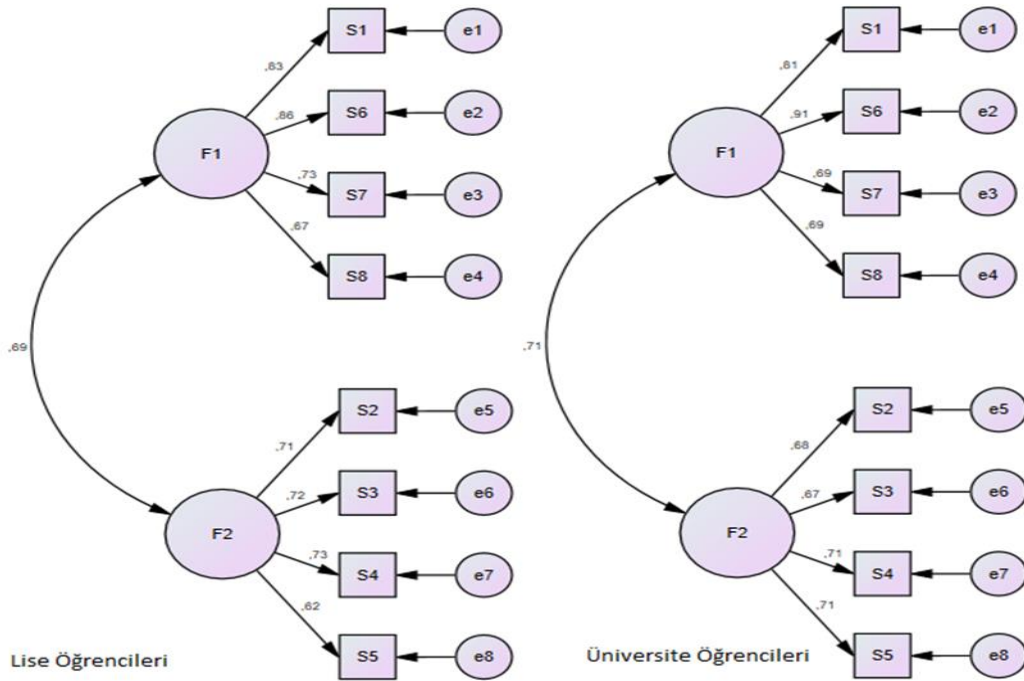 S1
e1
,83
,86
S6
e2
F1
,73
S7
e3
,67
S8
e4
,69
S2
e5
,71
,72
S3
e6
F2
,73
S4
e7
,62
S5
e8
Lise Öğrencileri
S1
e1
,81
,91
S6
e2
F1
,69
S7
e3
,69
S8
e4
,71
S2
e5
,68
,67
S3
e6
F2
,71
S4
e7
,71
S5
e8
Üniversite Öğrencileri